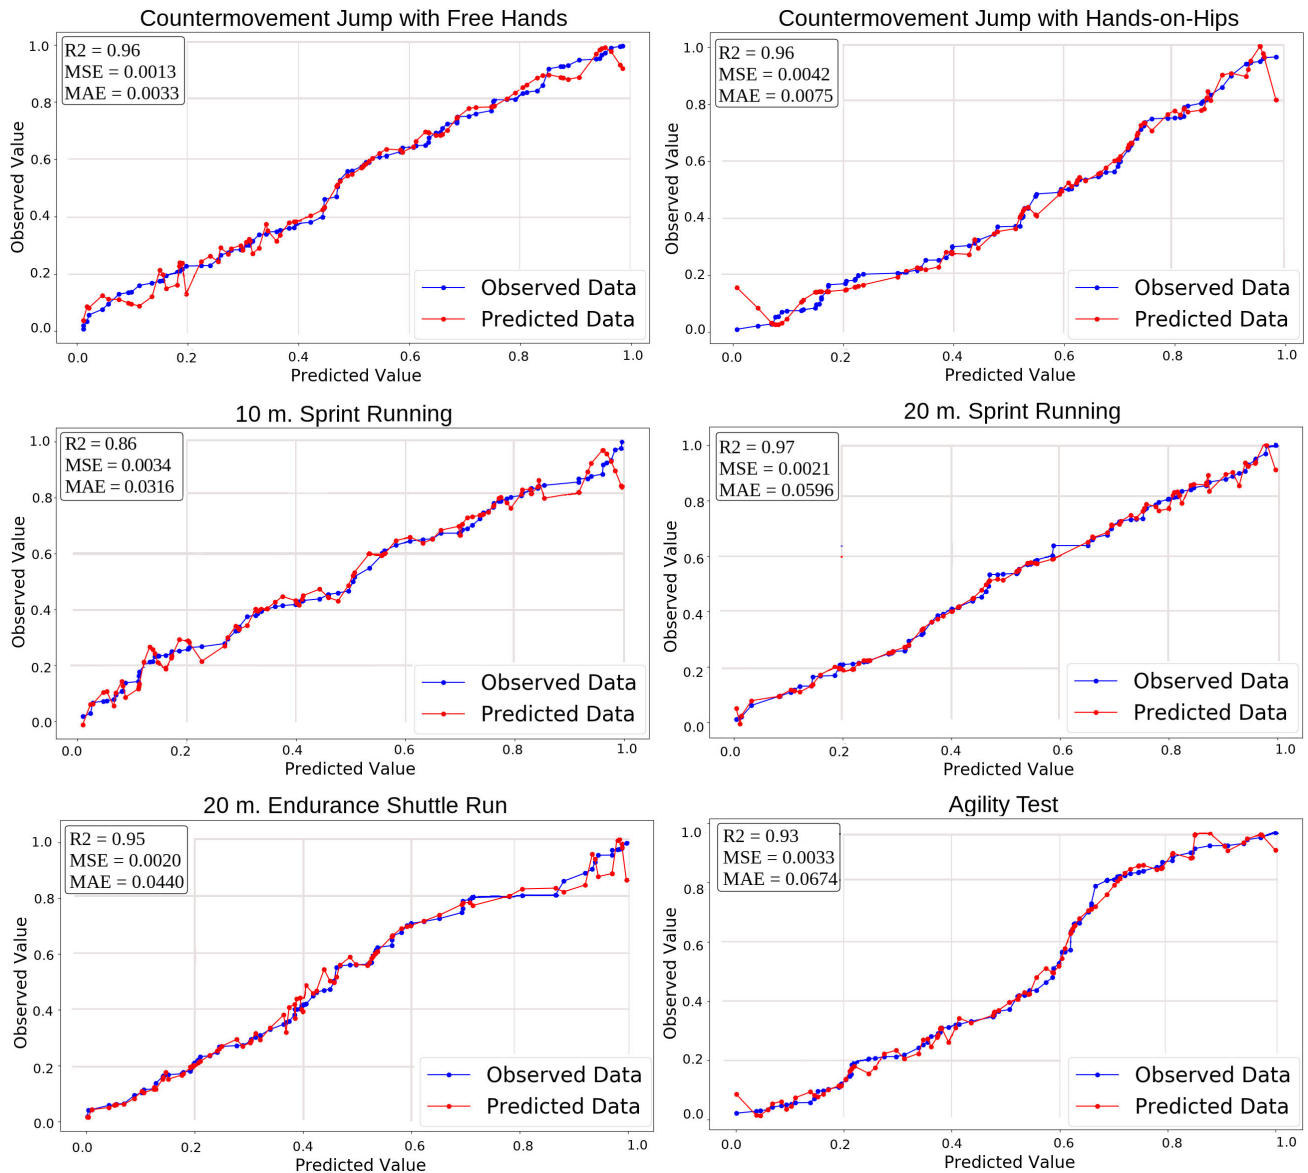 Countermovement Jump with Free Hands
R2 = 0.96
MSE = 0.0013
MAE = 0.0033
1.0
0.8
0.6
0.4
0.2
0.0
Observed Value
Observed Data
Predicted Data
0.0 0.2 0.4 0.6 0.8 1.0
Predicted Value
Countermovement Jump with Hands-on-Hips
R2 = 0.96
MSE = 0.0042
MAE = 0.0075
1.0
0.8
0.6
0.4
0.2
0.0
Observed Value
Observed Data
Predicted Data
0.0 0.2 0.4 0.6 0.8 1.0
Predicted Value
10 m. Sprint Running
R2 = 0.86
MSE = 0.0034
MAE = 0.0316
1.0
0.8
0.6
0.4
0.2
0.0
Observed Value
Observed Data
Predicted Data
0.0 0.2 0.4 0.6 0.8 1.0
Predicted Value
20 m. Sprint Running
R2 = 0.97
MSE = 0.0021
MAE = 0.0596
1.0
0.8
0.6
0.4
0.2
0.0
Observed Value
Observed Data
Predicted Data
0.0 0.2 0.4 0.6 0.8 1.0
Predicted Value
20 m. Endurance Shuttle Run
R2 = 0.95
MSE = 0.0020
MAE = 0.0440
1.0
0.8
0.6
0.4
0.2
0.0
Observed Value
Observed Data
Predicted Data
0.0 0.2 0.4 0.6 0.8 1.0
Predicted Value
Agility Test
R2 = 0.93
MSE = 0.0033
MAE = 0.0674
1.0
0.8
0.6
0.4
0.2
0.0
Observed Value
Observed Data
Predicted Data
0.0 0.2 0.4 0.6 0.8 1.0
Predicted Value